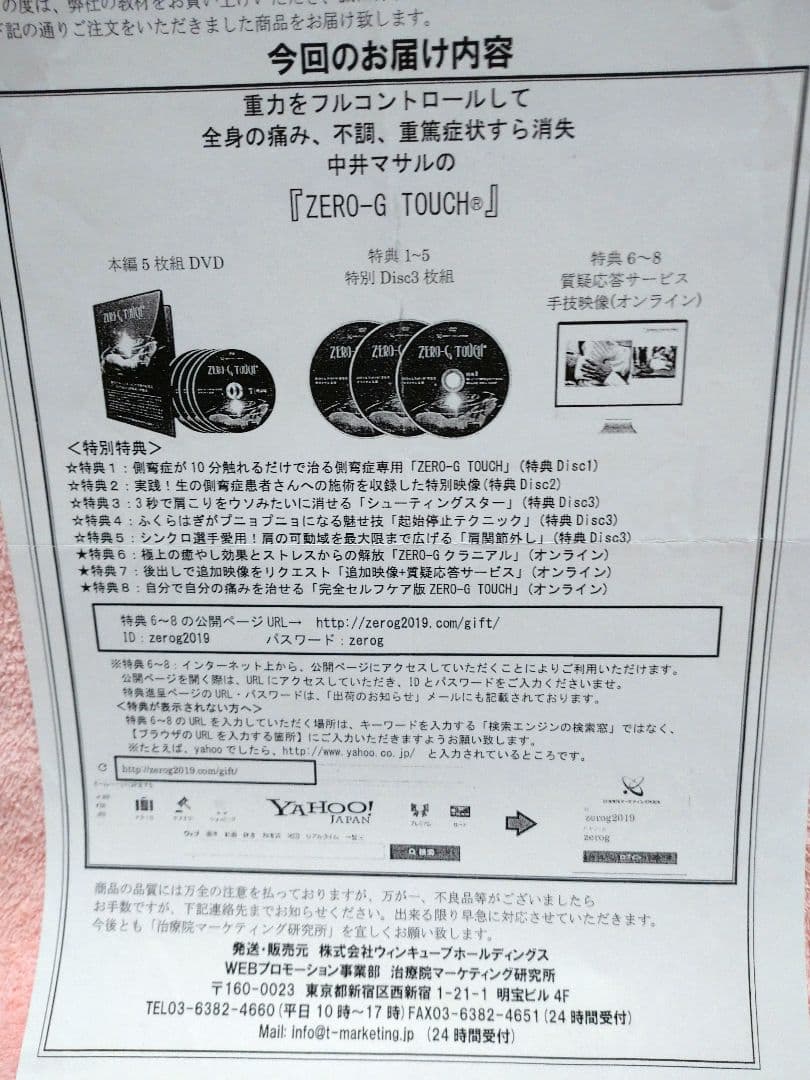 の度は、弊社の教材をお買い上げいただき、誠に
下記の通りご注文をいただきました商品をお届け致します。
今回のお届け内容
重力をフルコントロールして
全身の痛み、不調、重篤症状すら消失
中井マサルの
『ZERO-G TOUCH®』
本編5枚組DVD
特典1~5
特別Disc3枚組
特典6～8
質疑応答サービス
手技映像(オンライン)
ZERO-G TOUCH
ZERO-G TOUCH
ZERO-G TOUCH
＜特別特典＞
☆特典1：側弯症が10分触れるだけで治る側弯症専用「ZERO-G TOUCH」(特典Disc1)
☆特典2：実践！生の側弯症患者さんへの施術を収録した特別映像(特典Disc2)
☆特典3：3秒で肩こりをウソみたいに消せる「シューティングスター」(特典Disc3)
☆特典4：ふくらはぎがプニョプニョになる魅せ技「起始停止テクニック」(特典Disc3)
☆特典5：シンクロ選手愛用！肩の可動域を最大限まで広げる「肩関節外し」(特典Disc3)
★特典6：極上の癒やし効果とストレスからの解放「ZERO-Gクラニアル」(オンライン)
★特典7：後出しで追加映像をリクエスト「追加映像+質疑応答サービス」(オンライン)
★特典8：自分で自分の痛みを治せる「完全セルフケア版ZERO-G TOUCH」(オンライン)
特典6～8の公開ページURL→ http://zerog2019.com/gift/
ID：zerog2019 パスワード：zerog
※特典6～8：インターネット上から、公開ページにアクセスしていただくことによりご利用いただけます。
公開ページを開く際は、URLにアクセスしていただき、IDとパスワードをご入力くださいませ。
特典進呈ページのURL・パスワードは、「出荷のお知らせ」メールにも記載されております。
＜特典が表示されない方へ＞
特典6～8のURLを入力していただく場所は、キーワードを入力する「検索エンジンの検索窓」ではなく、
【ブラウザのURLを入力する箇所】にご入力いただきますようお願い致します。
※たとえば、yahooでしたら、http://www.yahoo.co.jp/ と入力されているところです。
http://zerog2019.com/gift/
YAHOO!
JAPAN
プレミアム
カード
検索
zerog2019
zerog
ログイン
商品の品質には万全の注意を払っておりますが、万が一、不良品等がございましたら
お手数ですが、下記連絡先までお知らせください。出来る限り早急に対応させていただきます。
今後とも「治療院マーケティング研究所」を宜しくお願い致します。
発送・販売元 株式会社ウィンキューブホールディングス
WEBプロモーション事業部 治療院マーケティング研究所
〒160-0023 東京都新宿区西新宿1-21-1 明宝ビル4F
TEL03-6382-4660(平日10時～17時)FAX03-6382-4651(24時間受付)
Mail: info@t-marketing.jp (24時間受付)